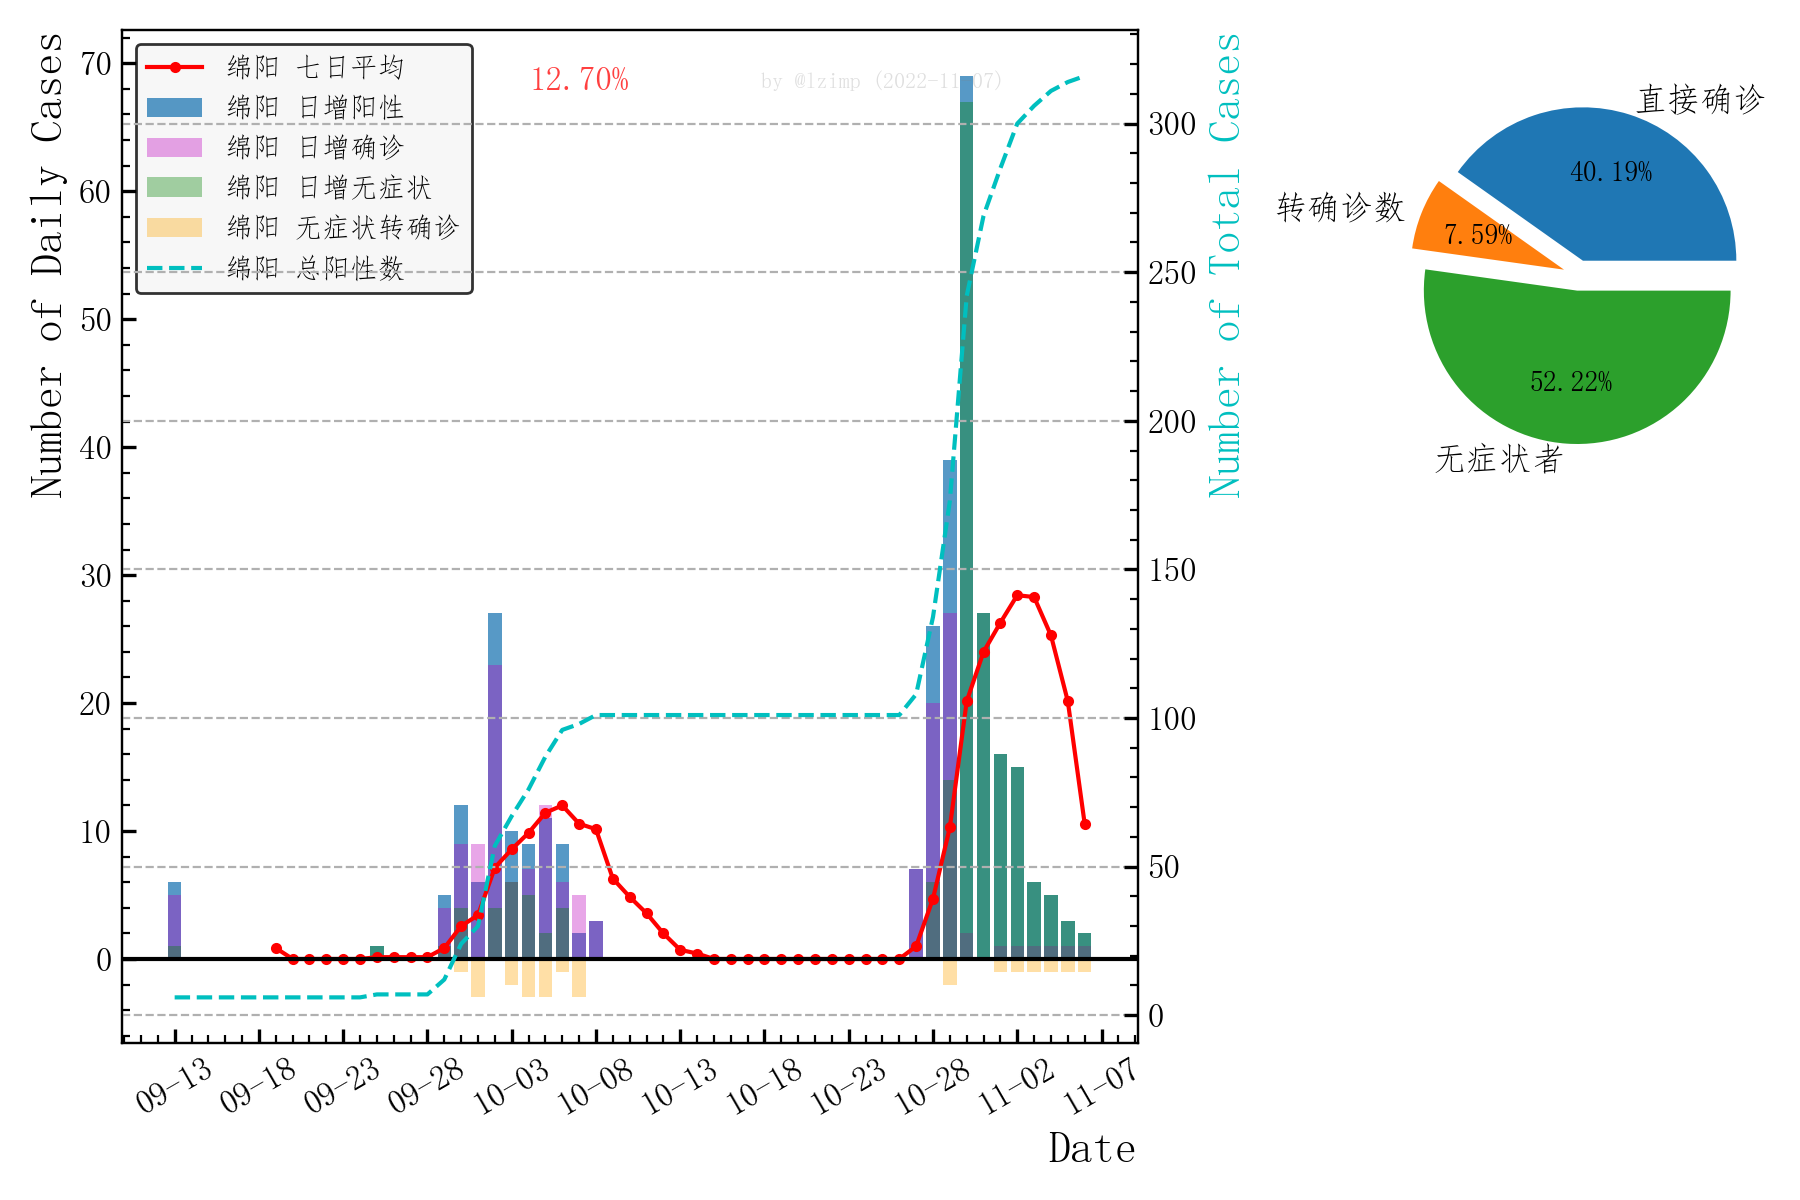 Number of Daily Cases
70
60
50
40
30
20
10
0
绵阳 七日平均
绵阳 日增阳性
绵阳 日增确诊
绵阳 日增无症状
绵阳 无症状转确诊
绵阳 总阳性数
12.70%
by @lzimp (2022-11-07)
300
250
200
150
100
50
0
Number of Total Cases
09-13
09-18
09-23
09-28
10-03
10-08
10-13
10-18
10-23
10-28
11-02
11-07
Date
直接确诊
40.19%
转确诊数
7.59%
52.22%
无症状者